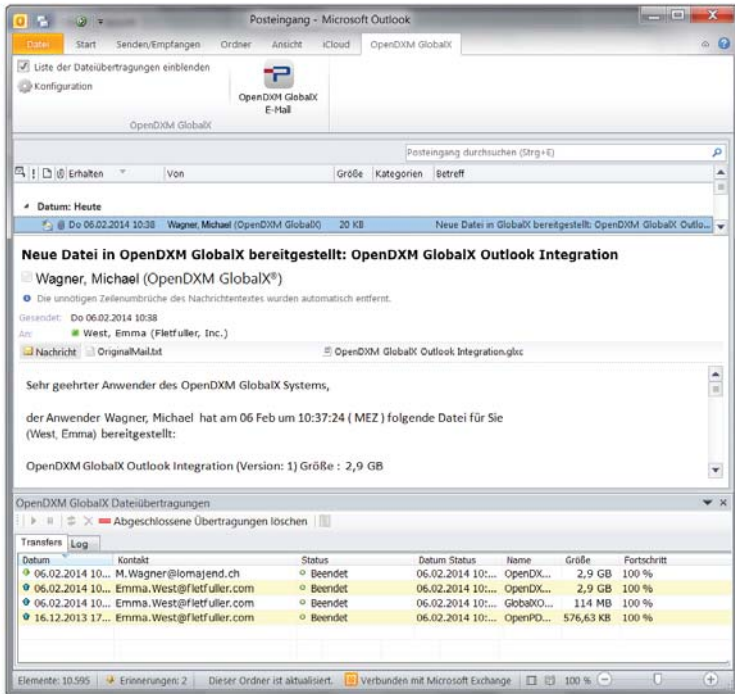 Posteingang - Microsoft Outlook
Datei Start Senden/Empfangen Ordner Ansicht iCloud OpenDXM GlobalX
Liste der Dateiübertragungen einblenden
Konfiguration
OpenDXM GlobalX
E-Mail
OpenDXM GlobalX
Posteingang durchsuchen (Strg+E)
Erhalten Von Größe Kategorien Betreff
Datum: Heute
Do 06.02.2014 10:38 Wagner, Michael (OpenDXM GlobalX) 20 KB Neue Datei in GlobalX bereitgestellt: OpenDXM GlobalX Outlo...
Neue Datei in OpenDXM GlobalX bereitgestellt: OpenDXM GlobalX Outlook Integration
Wagner, Michael (OpenDXM GlobalX®)
Die unnötigen Zeilenumbrüche des Nachrichtentextes wurden automatisch entfernt.
Gesendet: Do 06.02.2014 10:38
An: West, Emma (Fletfuller, Inc.)
Nachricht OriginalMail.txt OpenDXM GlobalX Outlook Integration.glxc
Sehr geehrter Anwender des OpenDXM GlobalX Systems,
der Anwender Wagner, Michael hat am 06 Feb um 10:37:24 ( MEZ ) folgende Datei für Sie
(West, Emma) bereitgestellt:
OpenDXM GlobalX Outlook Integration (Version: 1) Größe : 2,9 GB
OpenDXM GlobalX Dateiübertragungen
Abgeschlossene Übertragungen löschen
Transfers Log
Datum Kontakt Status Datum Status Name Größe Fortschritt
06.02.2014 10... M.Wagner@lomajend.ch Beendet 06.02.2014 10:... OpenDX... 2,9 GB 100 %
06.02.2014 10... Emma.West@fletfuller.com Beendet 06.02.2014 10:... OpenDX... 2,9 GB 100 %
06.02.2014 10... Emma.West@fletfuller.com Beendet 06.02.2014 10:... GlobalXO... 114 MB 100 %
16.12.2013 17... Emma.West@fletfuller.com Beendet 06.02.2014 10:... OpenPD... 576,63 KB 100 %
Elemente: 10.595 Erinnerungen: 2 Dieser Ordner ist aktualisiert. Verbunden mit Microsoft Exchange 100 %